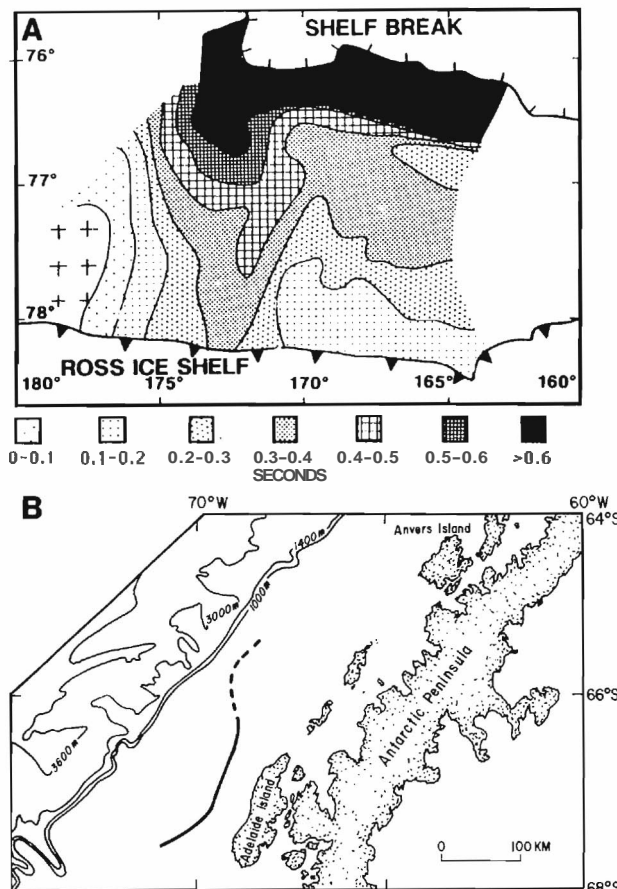 A
SHELF BREAK
76°
77°
78°
ROSS ICE SHELF
180° 175° 170° 165° 160°
0-0.1 0.1-0.2 0.2-0.3 0.3-0.4 0.4-0.5 0.5-0.6 >0.6
SECONDS
B
70°W 60°W
64°S
Anvers Island
1400m
1000m
3000m
Antarctic Peninsula
66°S
3600m
Adelaide Island
0 100 KM
68°S